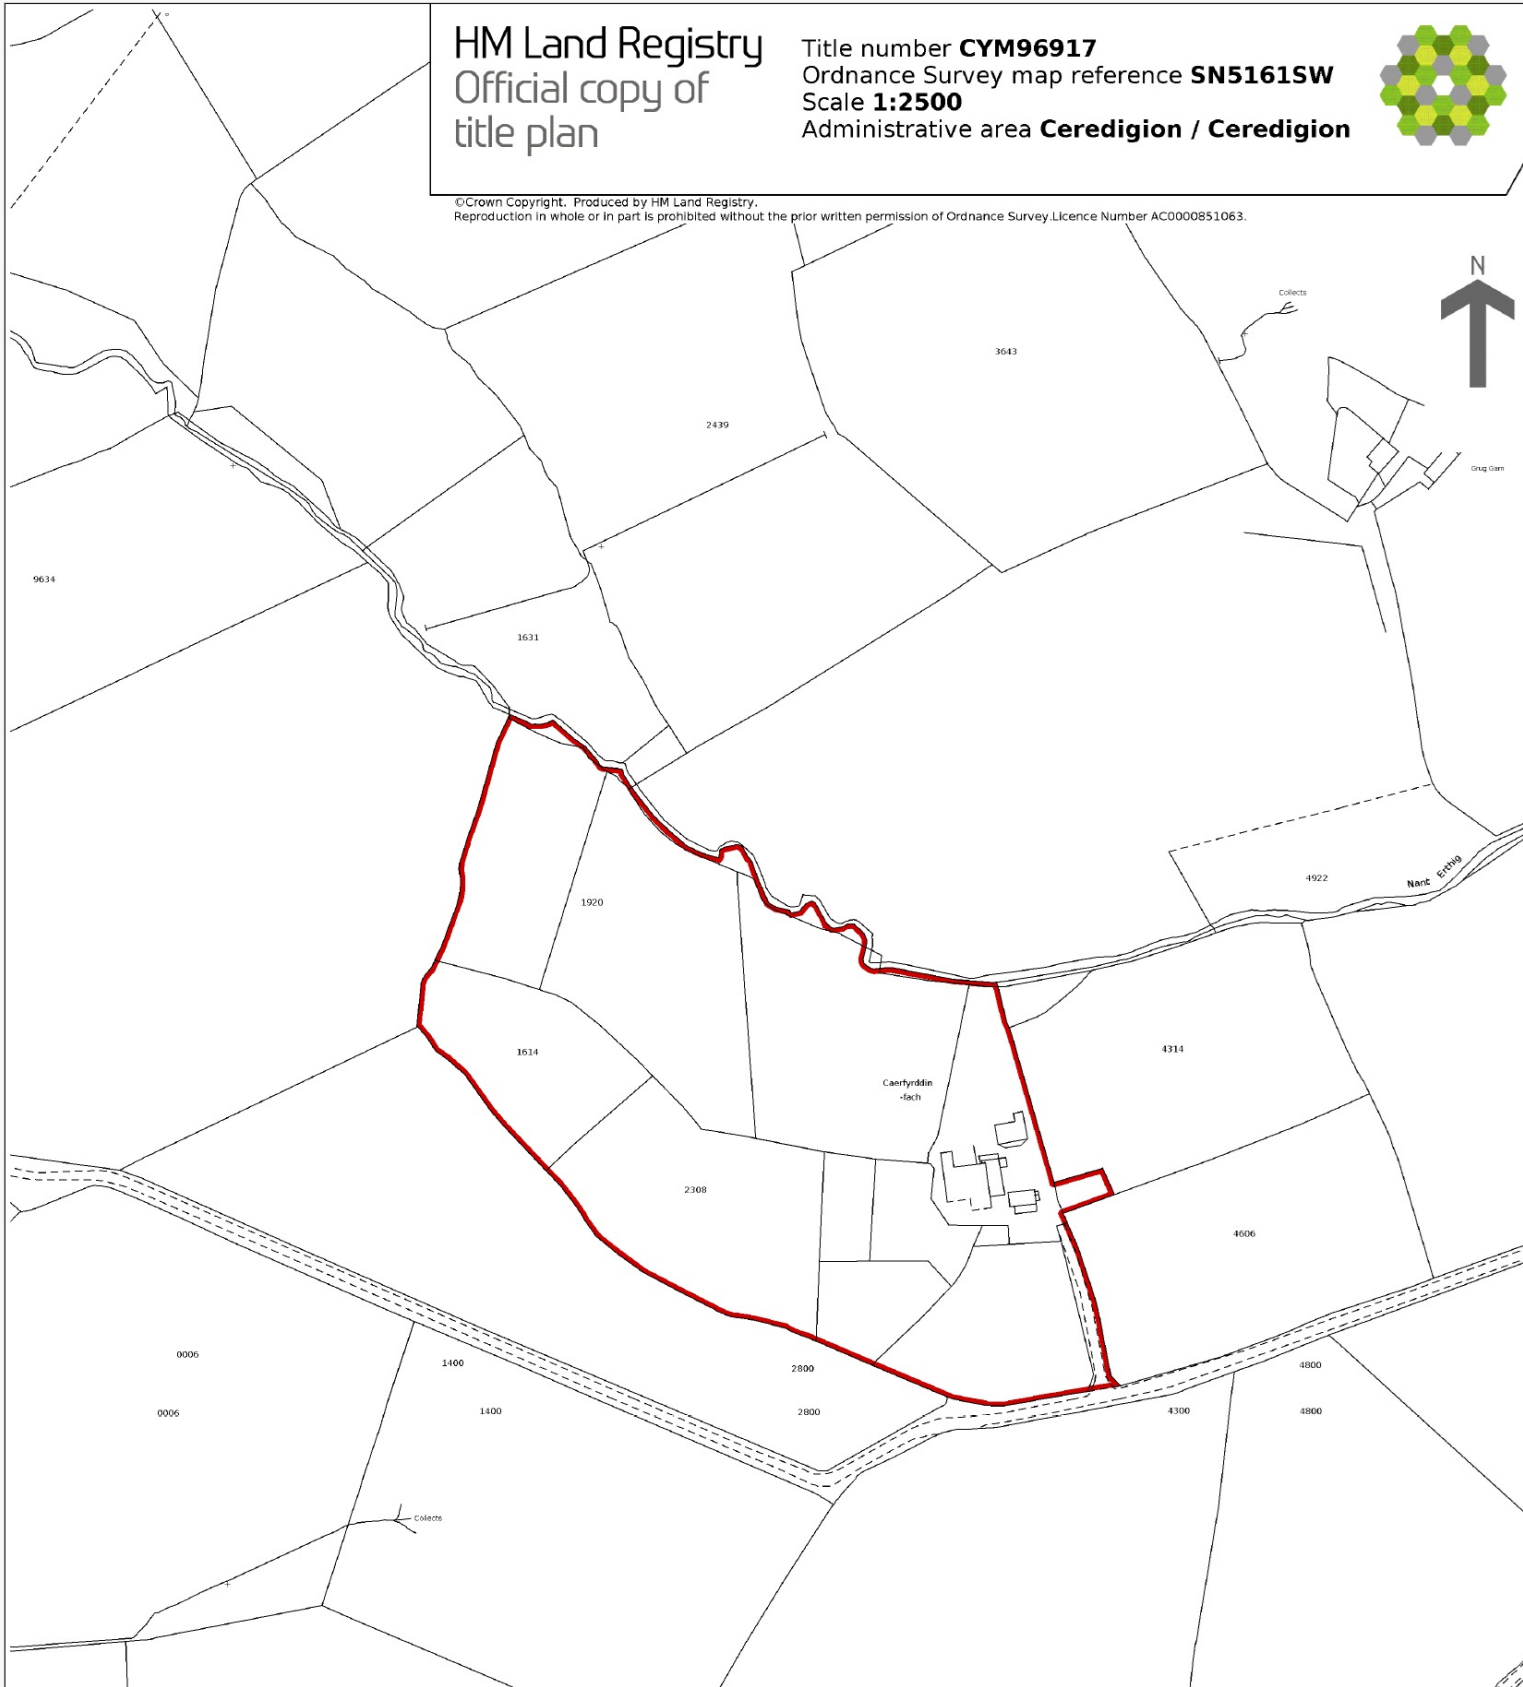 HM Land Registry
Official copy of
title plan
Title number CYM96917
Ordnance Survey map reference SN5161SW
Scale 1:2500
Administrative area Ceredigion / Ceredigion
©Crown Copyright. Produced by HM Land Registry.
Reproduction in whole or in part is prohibited without the prior written permission of Ordnance Survey.Licence Number AC0000851063.
N
Collects
3643
2439
Grug Garn
9634
1631
4922
Nant Erthig
1920
4314
1614
Caerfyrddin
-fach
2308
4606
0006
1400
2800
4800
0006
1400
2800
4300
4800
Collects